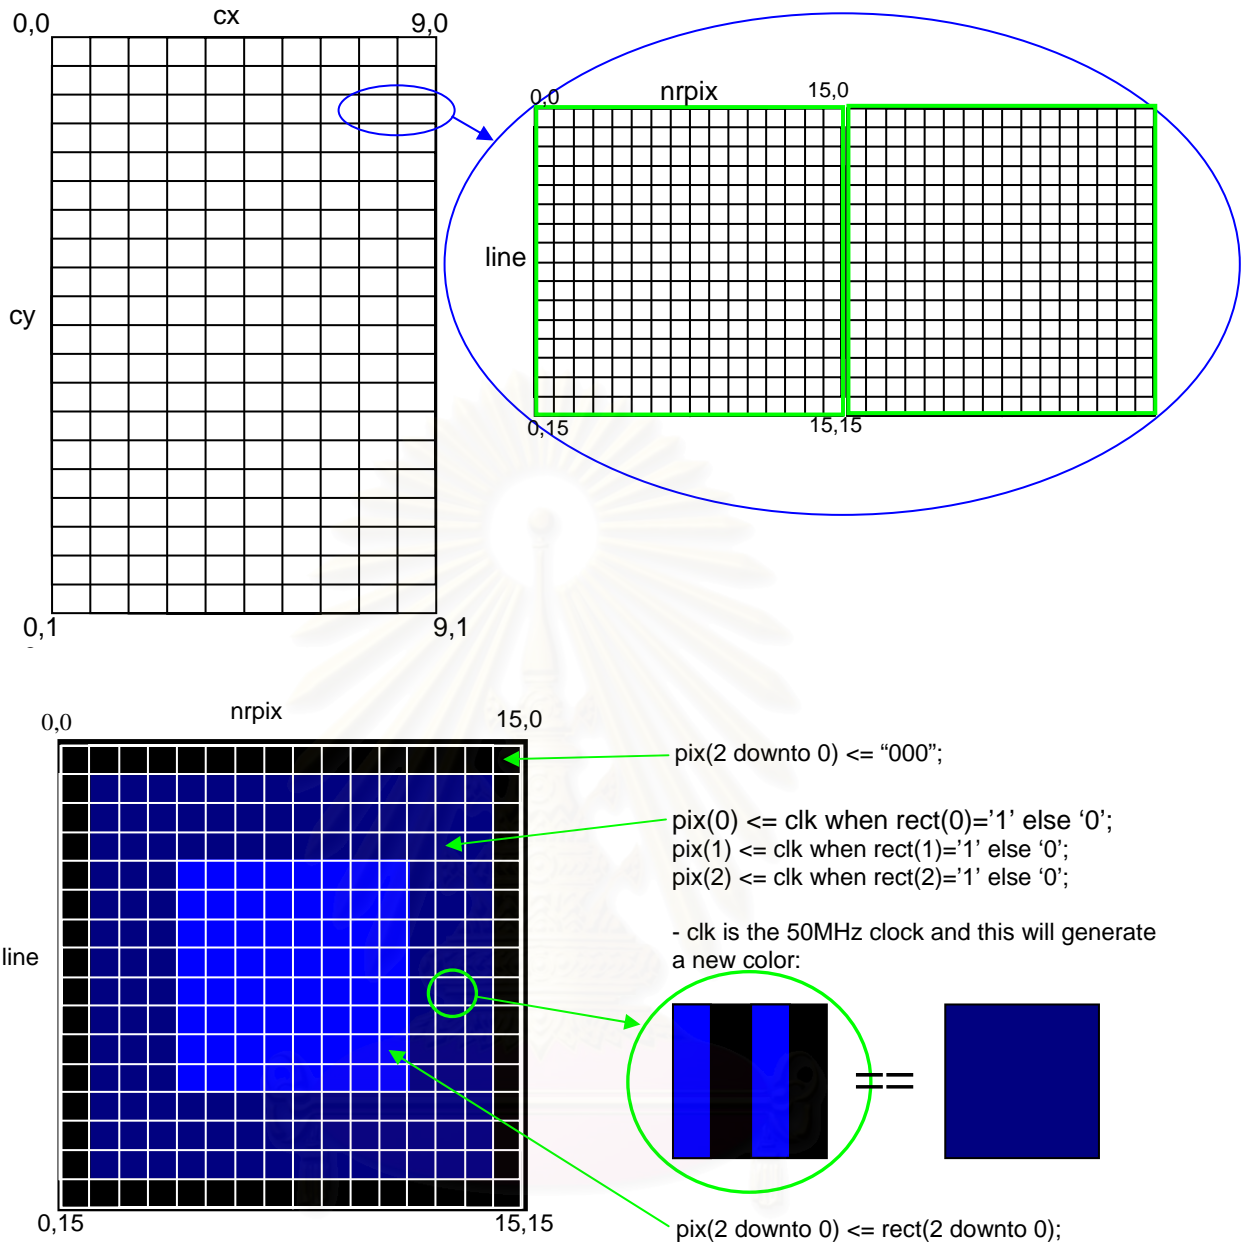 0,0 cx 9,0
cy
0,1 9,1
0,0 nrpix 15,0
line
0,15 15,15
0,0 nrpix 15,0
line
0,15 15,15
pix(2 downto 0) <= “000”;
pix(0) <= clk when rect(0)='1' else ‘0’;
pix(1) <= clk when rect(1)='1' else ‘0’;
pix(2) <= clk when rect(2)='1' else ‘0’;
- clk is the 50MHz clock and this will generate
a new color:
==
pix(2 downto 0) <= rect(2 downto 0);